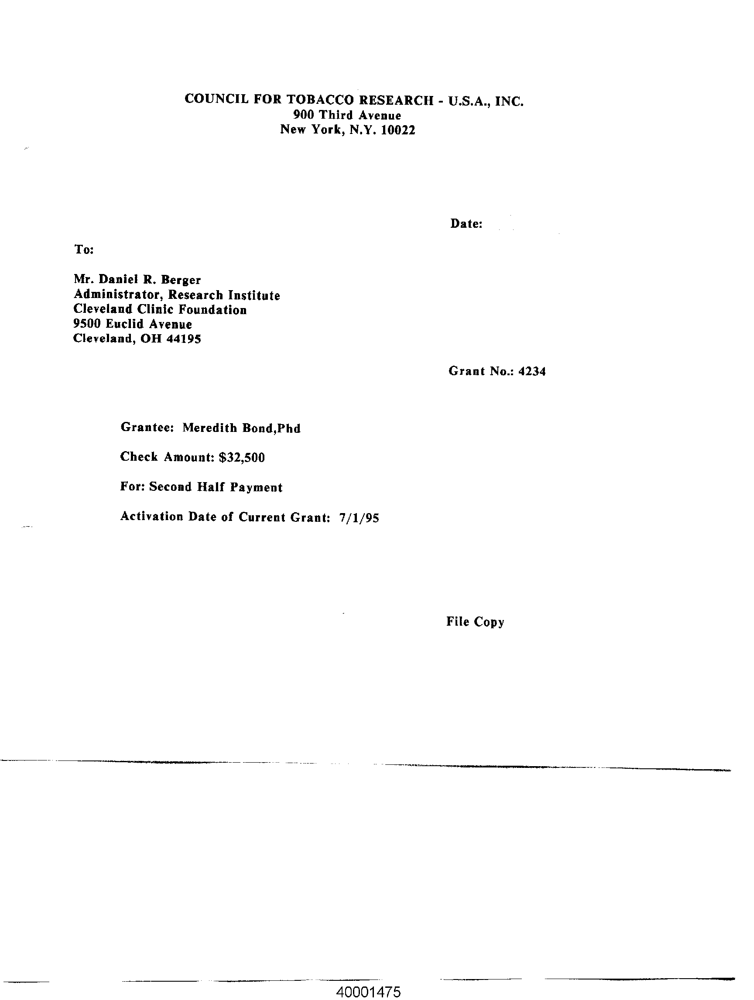 COUNCIL FOR TOBACCO RESEARCH - U.S.A., INC.
900 Third Avenue
New York, N.Y. 10022
Date:
To:
Mr. Daniel R. Berger
Administrator, Research Institute
Cleveland Clinic Foundation
9500 Euclid Avenue
Cleveland, OH 44195
Grant No.: 4234
Grantee: Meredith Bond,Phd
Check Amount: $32,500
For: Second Half Payment
Activation Date of Current Grant: 7/1/95
File Copy
40001475